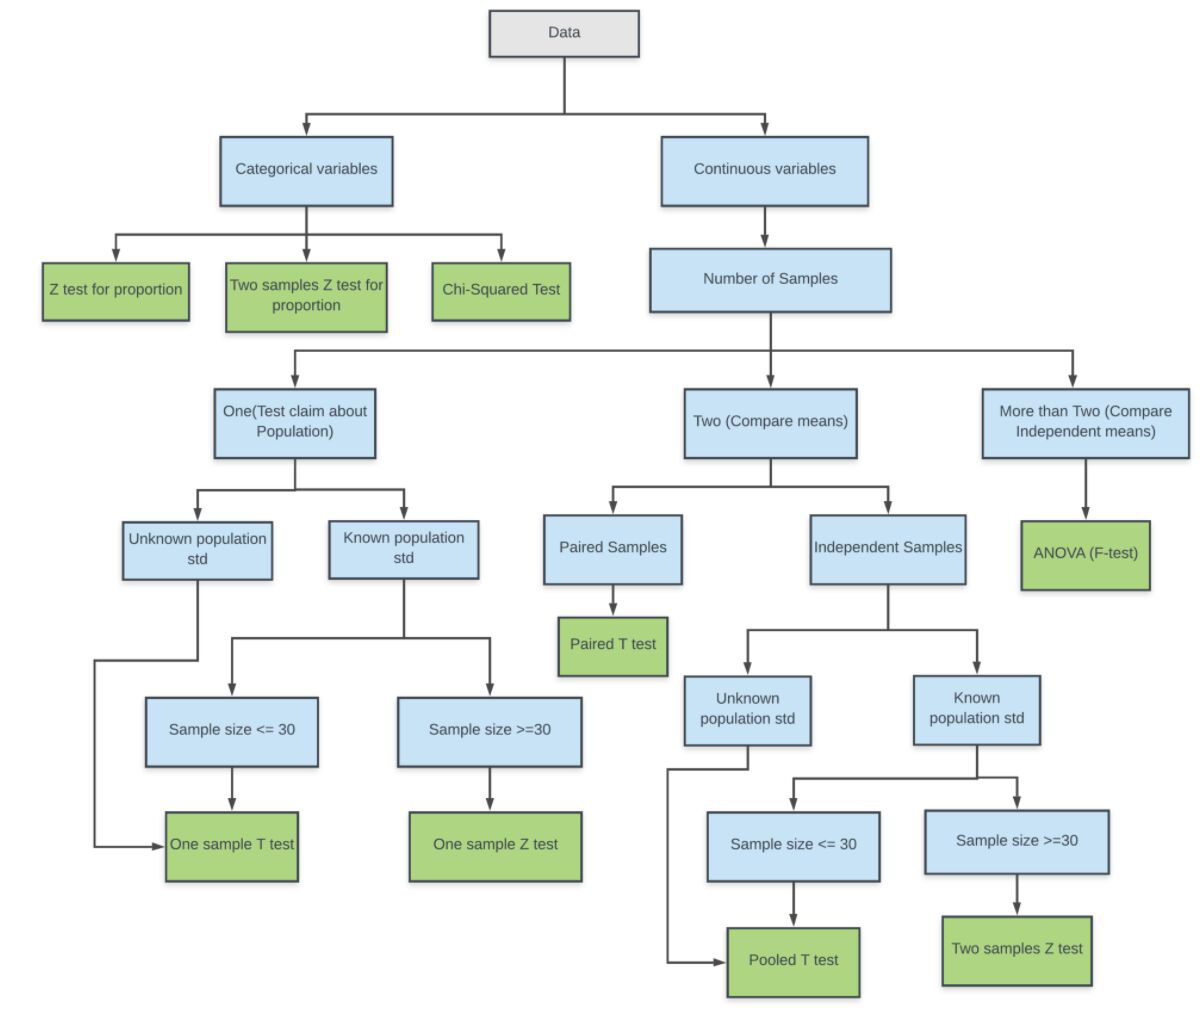 Data
Categorical variables
Continuous variables
Z test for proportion
Two samples Z test for
proportion
Chi-Squared Test
Number of Samples
One(Test claim about
Population)
Two (Compare means)
More than Two (Compare
Independent means)
Unknown population
std
Known population
std
Paired Samples
Independent Samples
ANOVA (F-test)
Paired T test
Sample size <= 30
Sample size >=30
Unknown
population std
Known
population std
One sample T test
One sample Z test
Sample size <= 30
Sample size >=30
Pooled T test
Two samples Z test